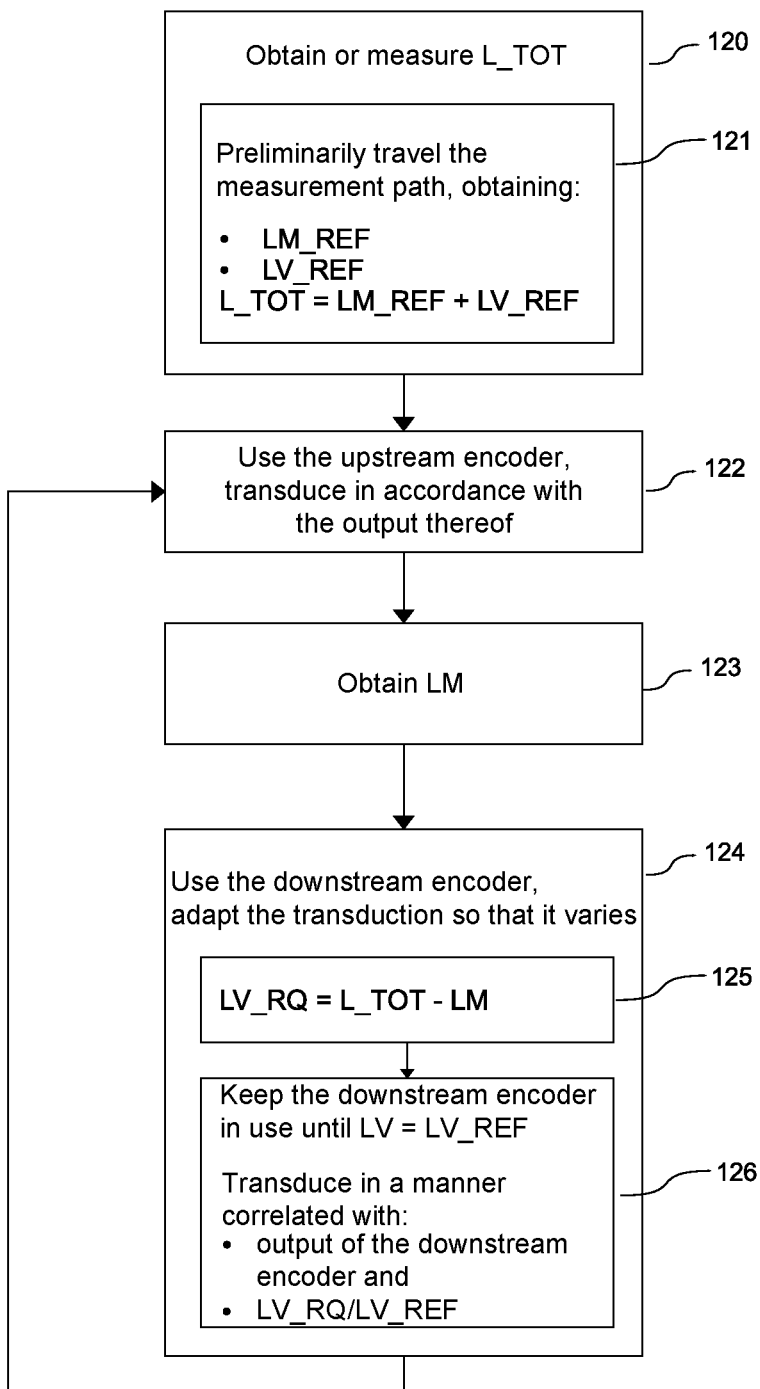 Obtain or measure L_TOT
120
121
Preliminarily travel the
measurement path, obtaining:
• LM_REF
• LV_REF
L_TOT = LM_REF + LV_REF
Use the upstream encoder,
transduce in accordance with
the output thereof
122
Obtain LM
123
124
Use the downstream encoder,
adapt the transduction so that it varies
LV_RQ = L_TOT - LM
125
Keep the downstream encoder
in use until LV = LV_REF
126
Transduce in a manner
correlated with:
• output of the downstream
encoder and
• LV_RQ/LV_REF